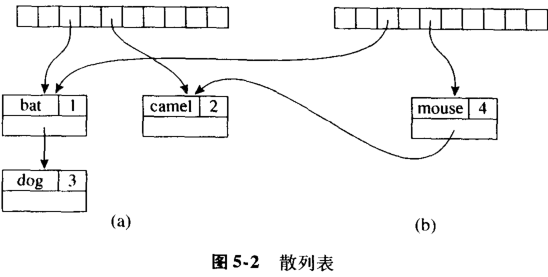 bat 1 camel 2 mouse 4
dog 3
(a) (b)
图 5-2 散列表